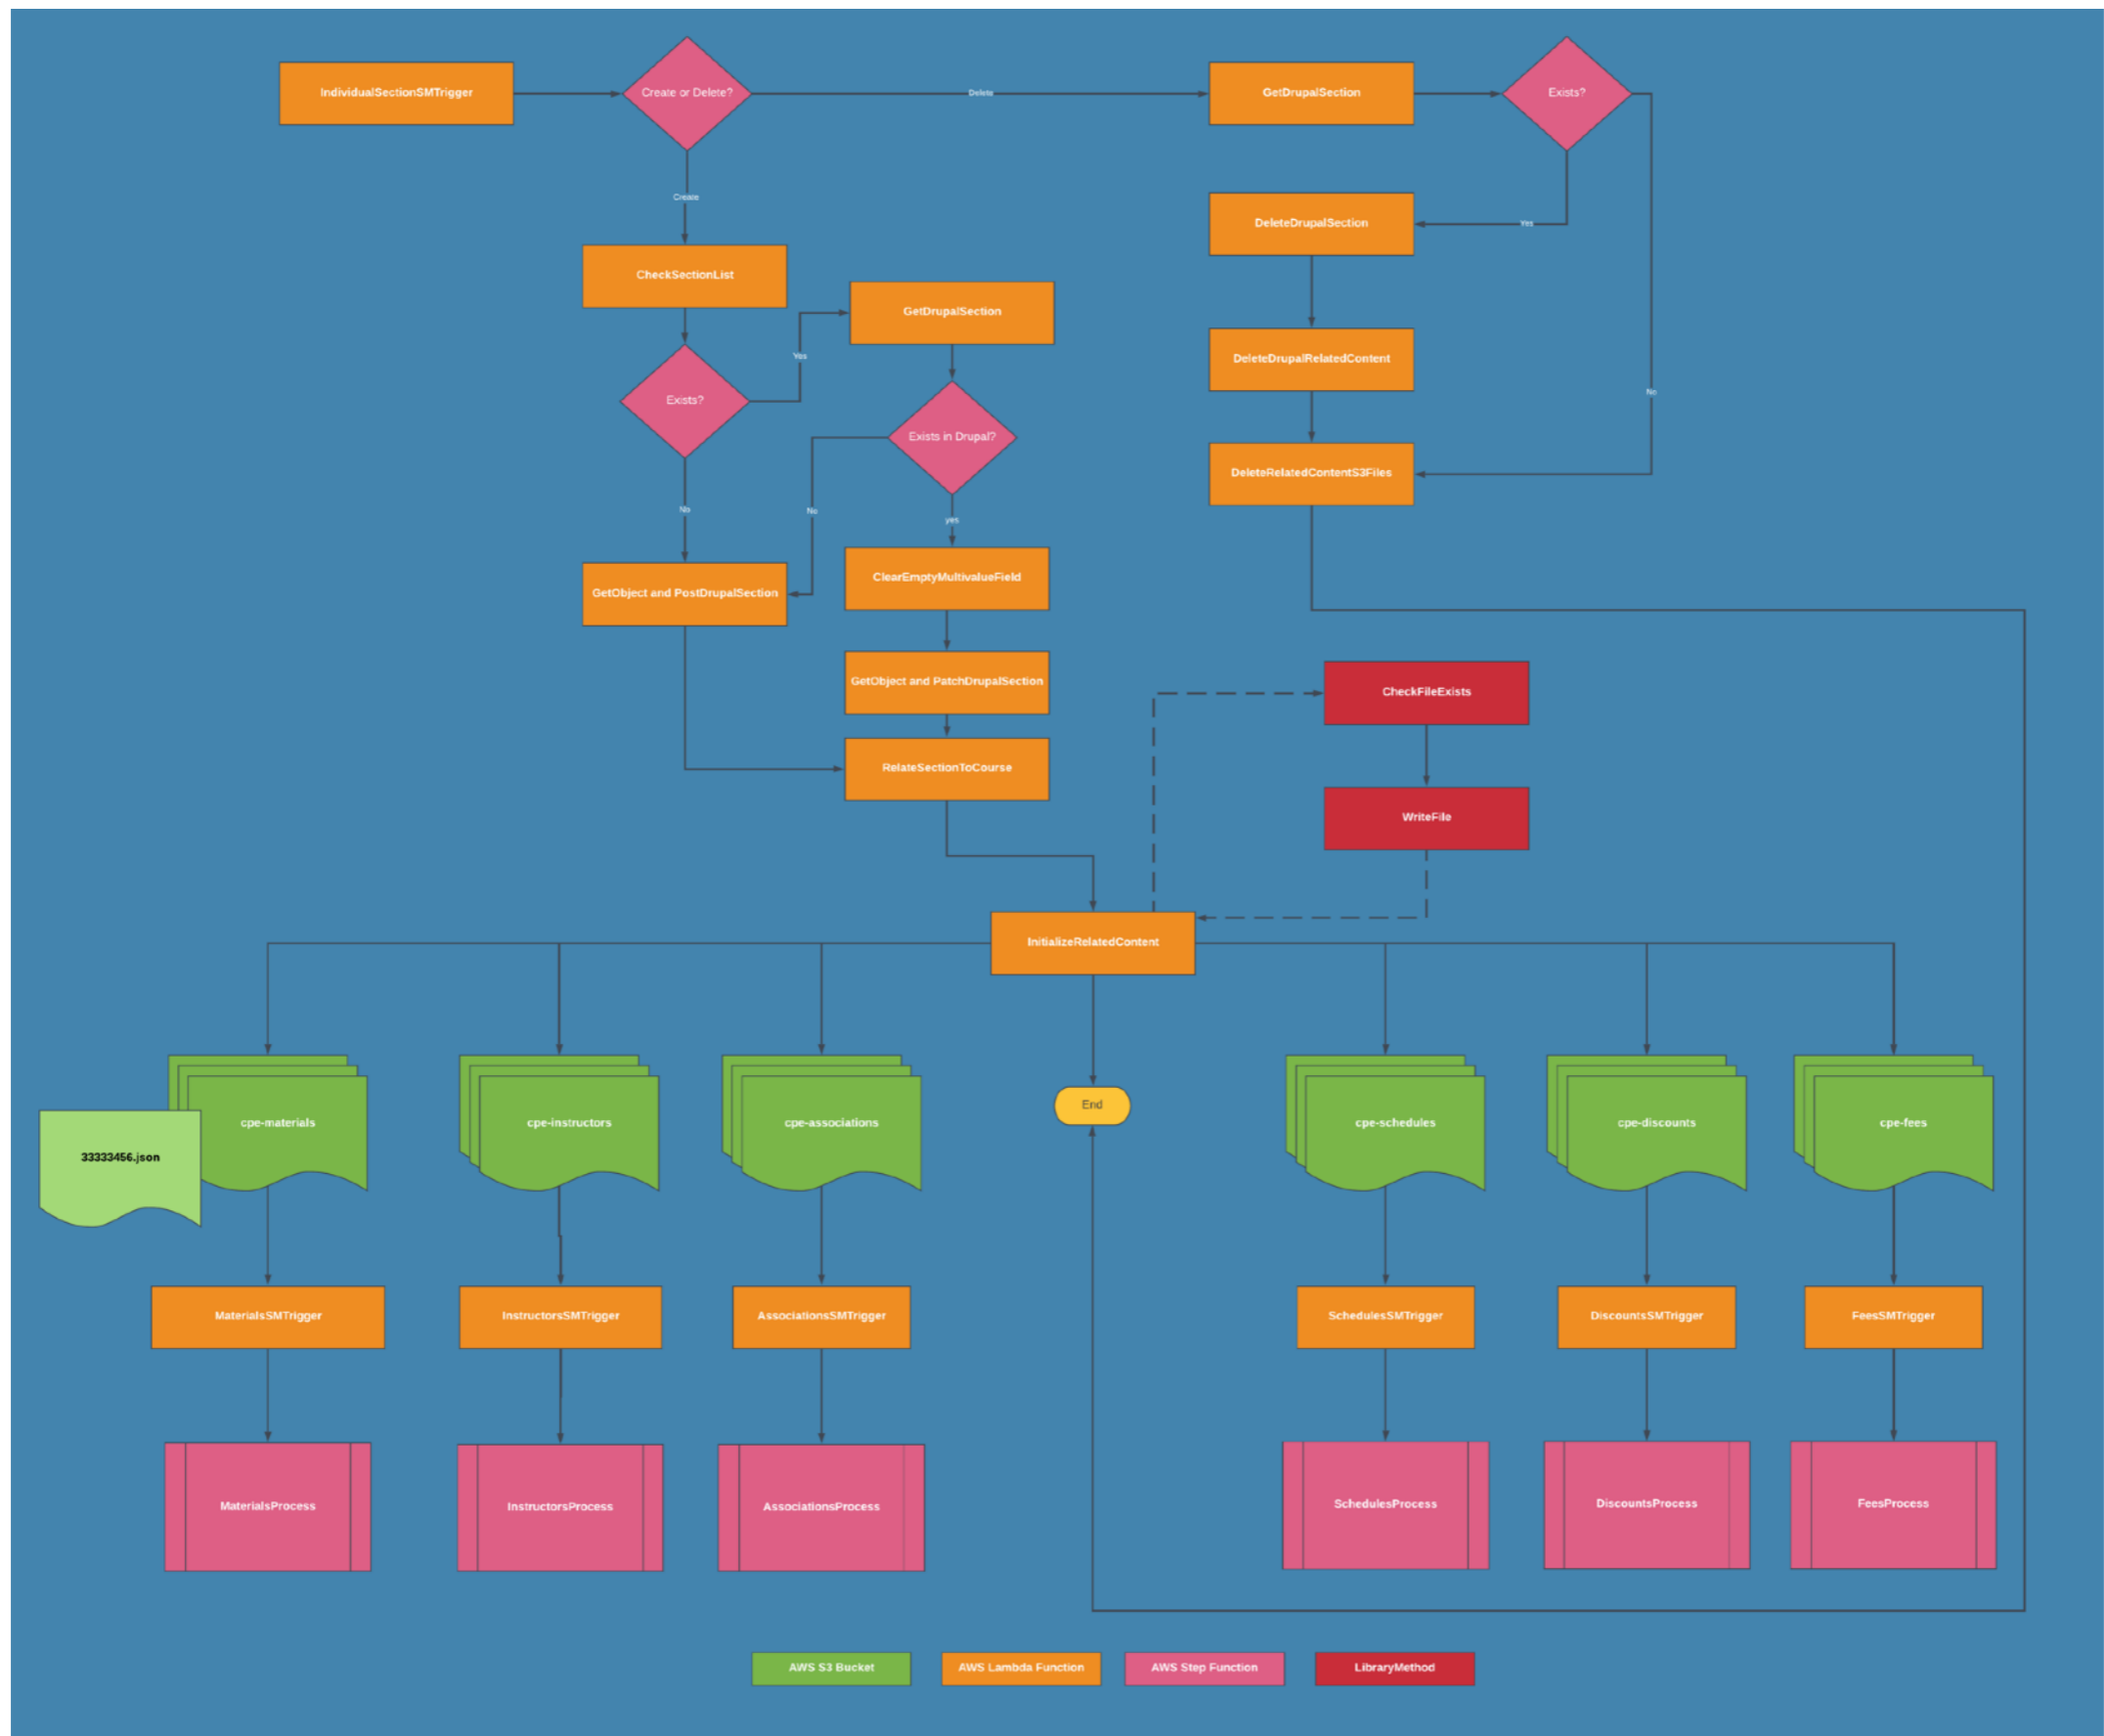 IndividualSectionSMTrigger
Create or Delete?
Delete
GetDrupalSection
Exists?
Create
DeleteDrupalSection
Yes
CheckSectionList
GetDrupalSection
Yes
DeleteDrupalRelatedContent
No
Exists?
Exists in Drupal?
DeleteRelatedContentS3Files
No
No
yes
ClearEmptyMultivalueField
GetObject and PostDrupalSection
GetObject and PatchDrupalSection
CheckFileExists
RelateSectionToCourse
WriteFile
InitializeRelatedContent
End
cpe-materials
cpe-instructors
cpe-associations
cpe-schedules
cpe-discounts
cpe-fees
33333456.json
MaterialsSMTrigger
InstructorsSMTrigger
AssociationsSMTrigger
SchedulesSMTrigger
DiscountsSMTrigger
FeesSMTrigger
MaterialsProcess
InstructorsProcess
AssociationsProcess
SchedulesProcess
DiscountsProcess
FeesProcess
AWS S3 Bucket
AWS Lambda Function
AWS Step Function
LibraryMethod